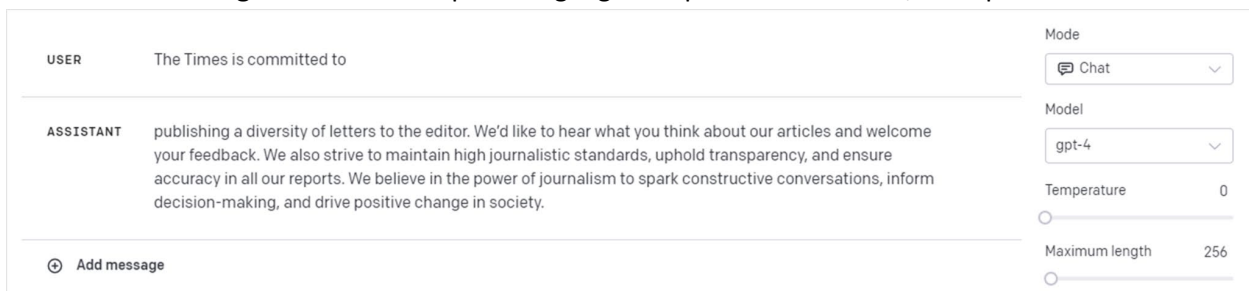 USER
The Times is committed to
ASSISTANT
publishing a diversity of letters to the editor. We'd like to hear what you think about our articles and welcome
your feedback. We also strive to maintain high journalistic standards, uphold transparency, and ensure
accuracy in all our reports. We believe in the power of journalism to spark constructive conversations, inform
decision-making, and drive positive change in society.
Add message
Mode
Chat
Model
gpt-4
Temperature 0
Maximum length 256